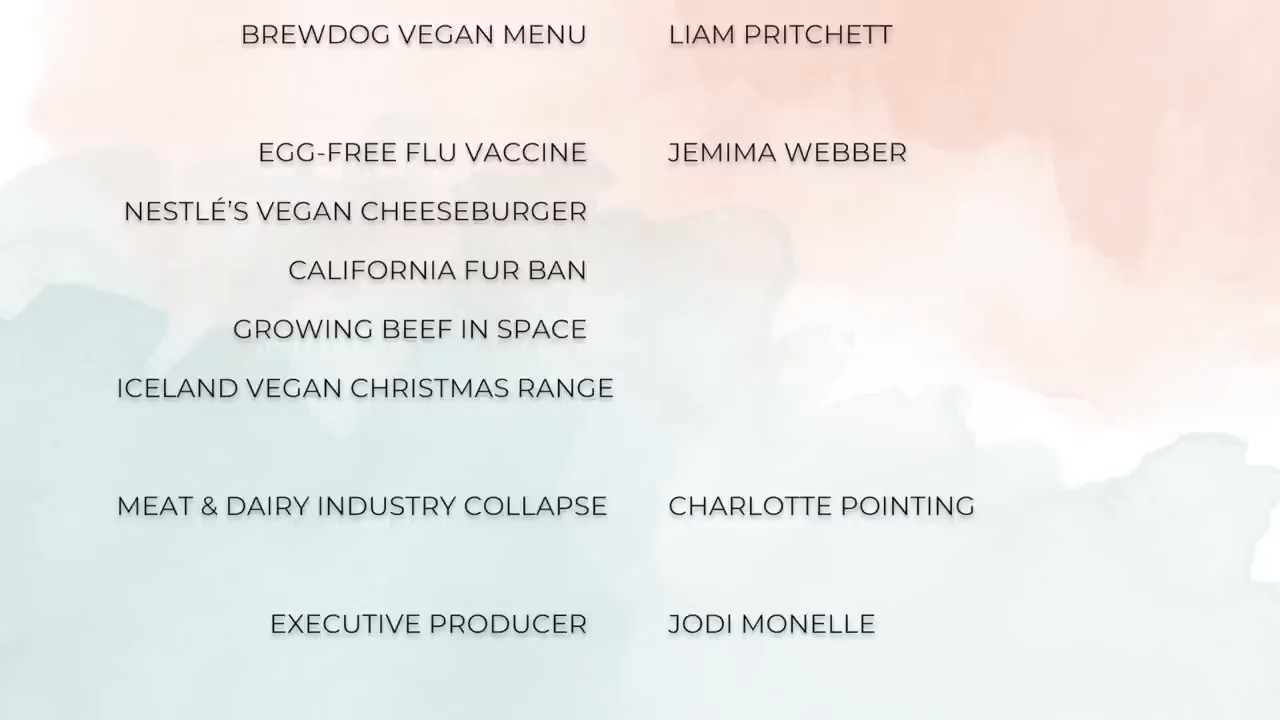 BREWDOG VEGAN MENU LIAM PRITCHETT
EGG-FREE FLU VACCINE JEMIMA WEBBER
NESTLÉ’S VEGAN CHEESEBURGER
CALIFORNIA FUR BAN
GROWING BEEF IN SPACE
ICELAND VEGAN CHRISTMAS RANGE
MEAT & DAIRY INDUSTRY COLLAPSE CHARLOTTE POINTING
EXECUTIVE PRODUCER JODI MONELLE